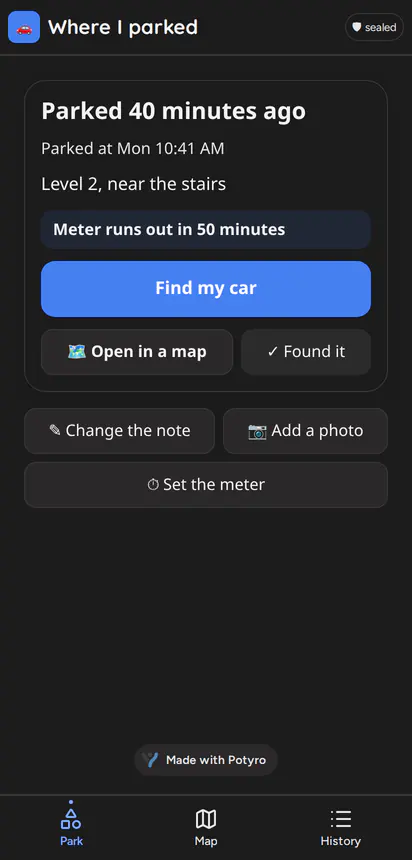 Where I parked
sealed
Parked 40 minutes ago
Parked at Mon 10:41 AM
Level 2, near the stairs
Meter runs out in 50 minutes
Find my car
Open in a map
✓ Found it
✎ Change the note
Add a photo
⏱ Set the meter
Made with Potyro
Park
Map
History